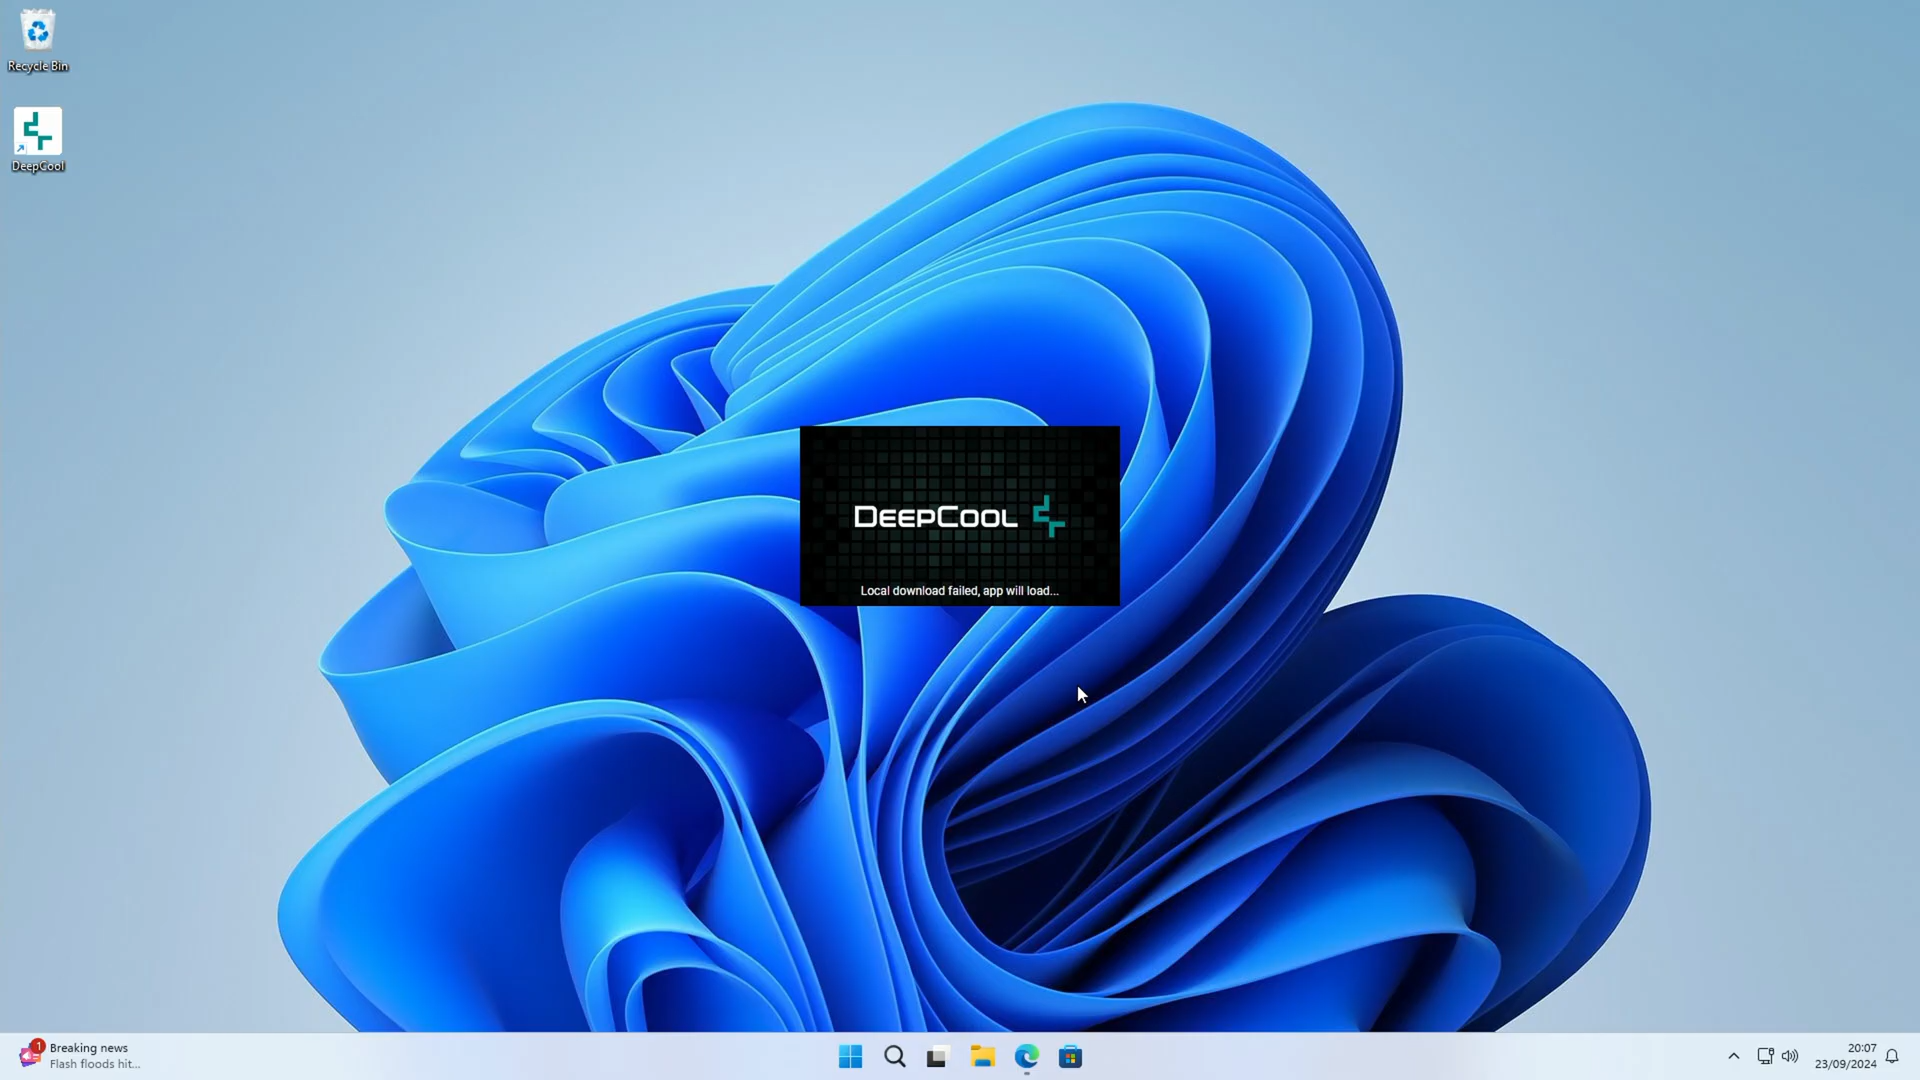 Recycle Bin
DeepCool
DEEPCOOL
Local download failed, app will load...
1
Breaking news
Flash floods hit...
20:07
23/09/2024